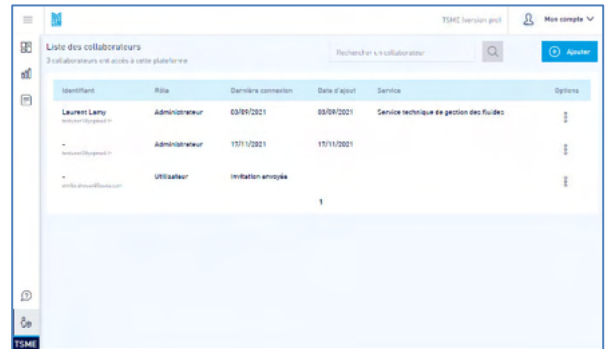 TSME (version pro)
Mon compte
Liste des collaborateurs
3 collaborateurs ont accès à cette plateforme
Rechercher un collaborateur
Ajouter
Identifiant Rôle Dernière connexion Date d'ajout Service Options
Laurent Lamy Administrateur 03/09/2021 03/09/2021 Service technique de gestion des fluides
- Administrateur 17/11/2021 17/11/2021
- Utilisateur Invitation envoyée
1
TSME